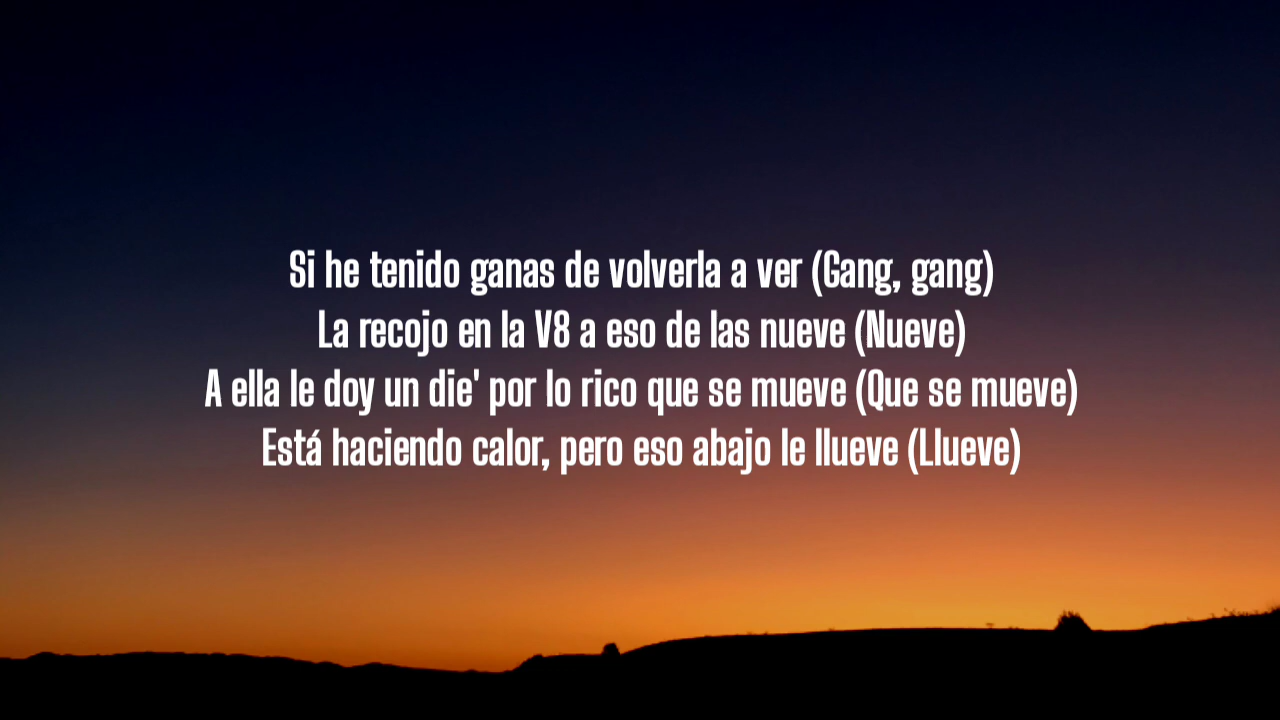 Si he tenido ganas de volverla a ver (Gang, gang)
La recojo en la V8 a eso de las nueve (Nueve)
A ella le doy un die' por lo rico que se mueve (Que se mueve)
Está haciendo calor, pero eso abajo le llueve (Llueve)